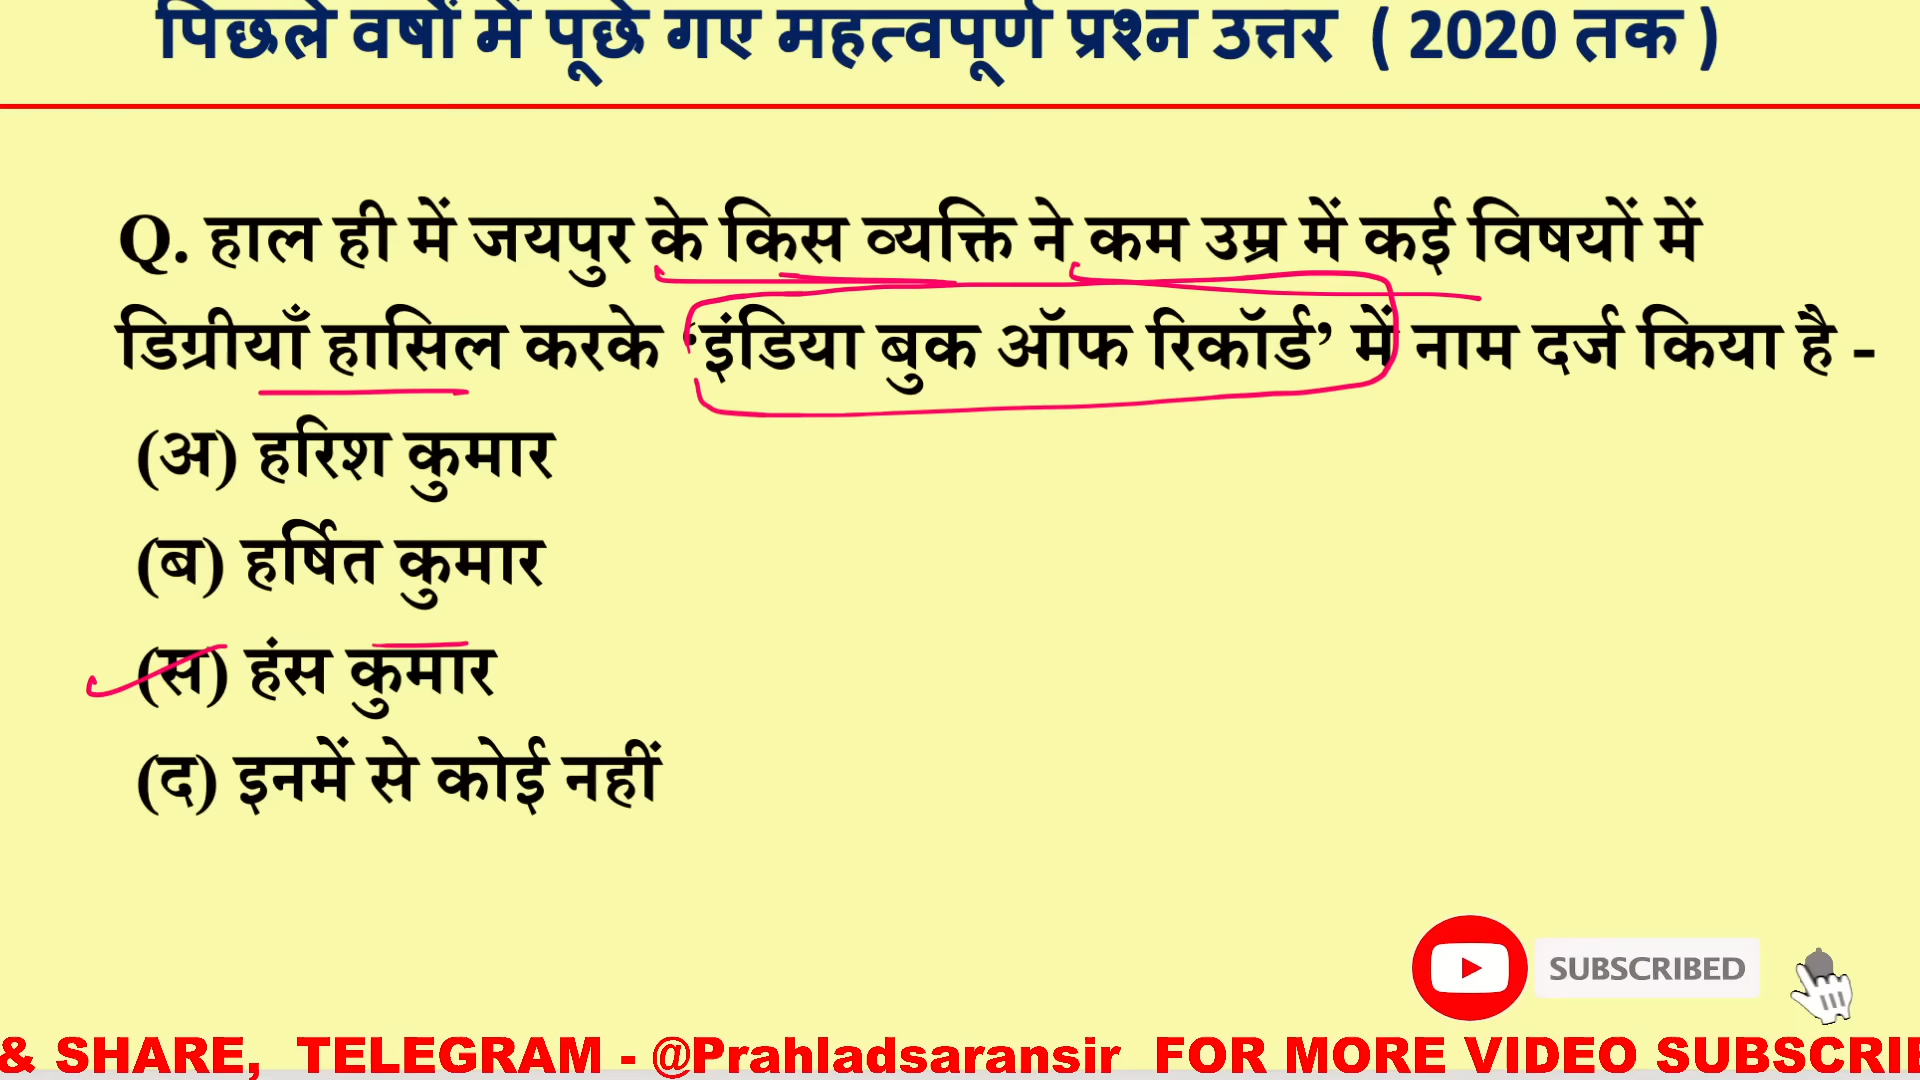 पिछले वर्षों में पूछे गए महत्वपूर्ण प्रश्न उत्तर ( 2020 तक )
Q. हाल ही में जयपुर के किस व्यक्ति ने कम उम्र में कई विषयों में
डिग्रीयाँ हासिल करके ‘इंडिया बुक ऑफ रिकॉर्ड’ में नाम दर्ज किया है -
(अ) हरिश कुमार
(ब) हर्षित कुमार
(स) हंस कुमार
(द) इनमें से कोई नहीं
SUBSCRIBED
& SHARE, TELEGRAM - @Prahladsaransir FOR MORE VIDEO SUBSCRIE